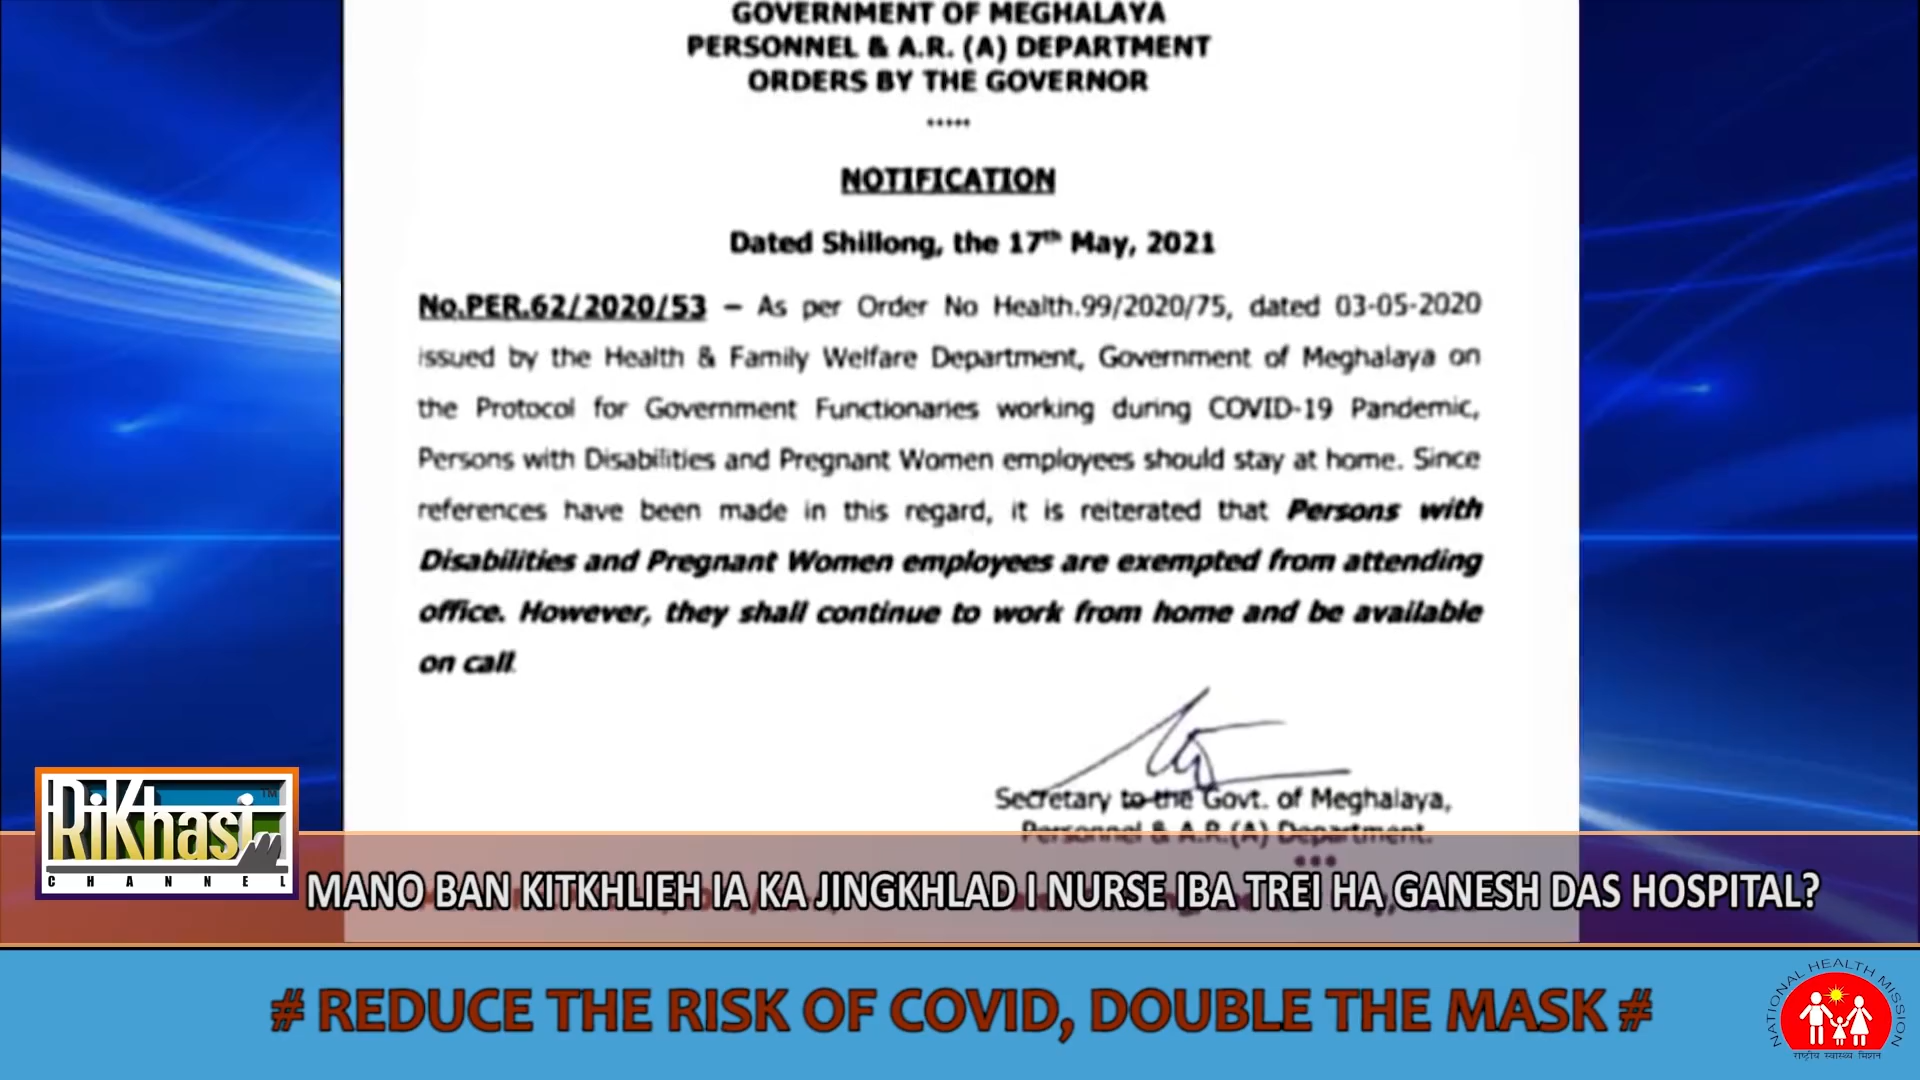 GOVERNMENT OF MEGHALAYA
PERSONNEL & A.R. (A) DEPARTMENT
ORDERS BY THE GOVERNOR
*****
NOTIFICATION
Dated Shillong, the 17th May, 2021
No.PER.62/2020/53 – As per Order No Health.99/2020/75, dated 03-05-2020
issued by the Health & Family Welfare Department, Government of Meghalaya on
the Protocol for Government Functionaries working during COVID-19 Pandemic,
Persons with Disabilities and Pregnant Women employees should stay at home. Since
references have been made in this regard, it is reiterated that Persons with
Disabilities and Pregnant Women employees are exempted from attending
office. However, they shall continue to work from home and be available
on call.
Secretary to the Govt. of Meghalaya,
Personnel & A.R.(A) Department.
***
RiKhasi TM
CHANNEL
MANO BAN KITKHLIEH IA KA JINGKHLAD I NURSE IBA TREI HA GANESH DAS HOSPITAL?
# REDUCE THE RISK OF COVID, DOUBLE THE MASK #
NATIONAL HEALTH MISSION
राष्ट्रीय स्वास्थ्य मिशन